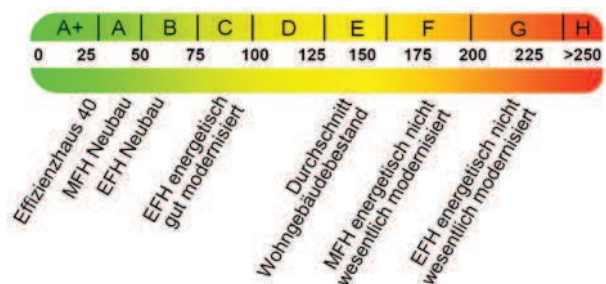 A+ A B C D E F G H
0 25 50 75 100 125 150 175 200 225 >250
Effizienzhaus 40
MFH Neubau
EFH Neubau
EFH energetisch
gut modernisiert
Durchschnitt
Wohngebäudebestand
MFH energetisch nicht
wesentlich modernisiert
EFH energetisch nicht
wesentlich modernisiert